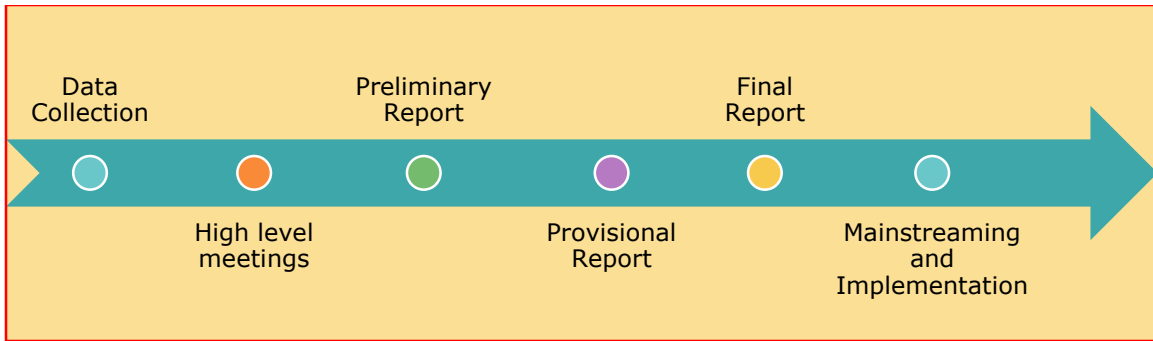 Data
Collection
High level
meetings
Preliminary
Report
Provisional
Report
Final
Report
Mainstreaming
and
Implementation